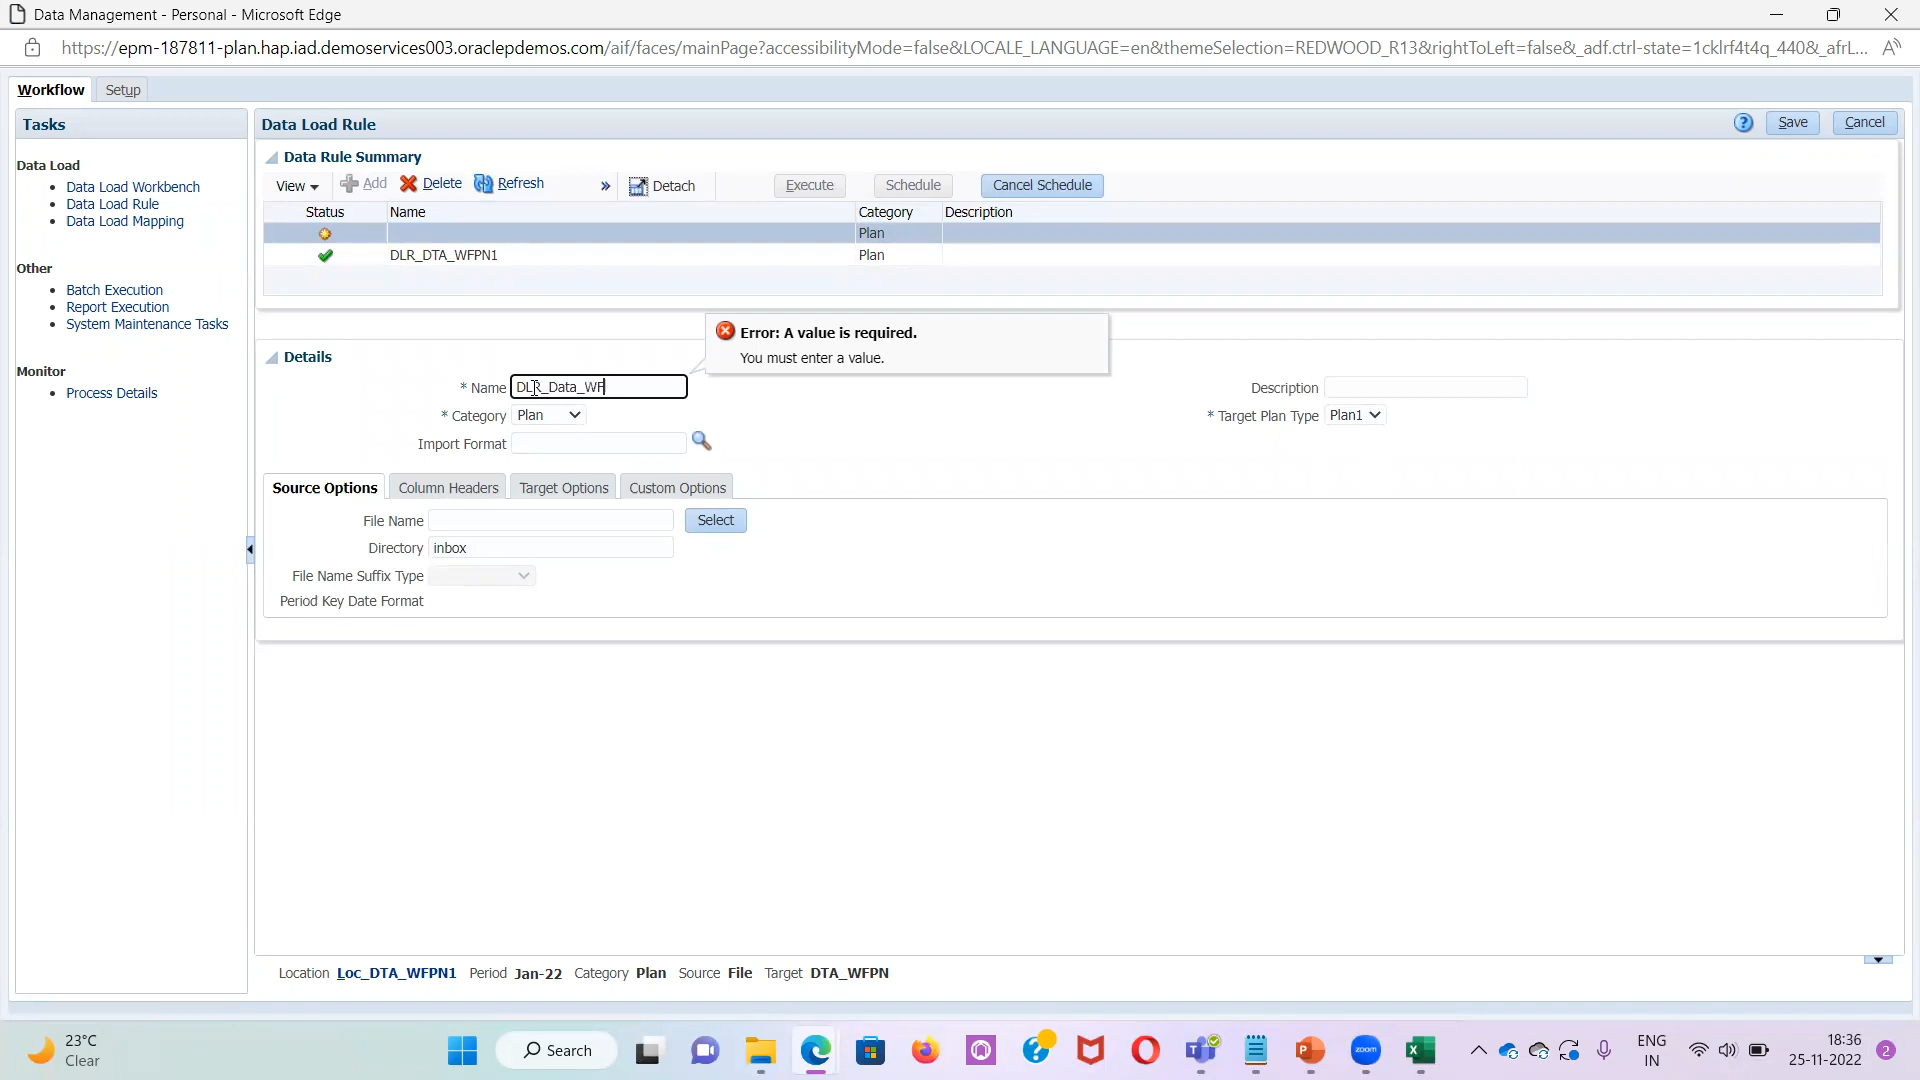 Data Management - Personal - Microsoft Edge
https://epm-187811-plan.hap.iad.demoservices003.oraclepdemos.com/aif/faces/mainPage?accessibilityMode=false&LOCALE_LANGUAGE=en&themeSelection=REDWOOD_R13&rightToLeft=false&_adf.ctrl-state=1cklrf4t4q_440&_afrL...
Workflow Setup
Tasks
Data Load
Data Load Workbench
Data Load Rule
Data Load Mapping
Other
Batch Execution
Report Execution
System Maintenance Tasks
Monitor
Process Details
Data Load Rule Save Cancel
Data Rule Summary
View Add Delete Refresh » Detach Execute Schedule Cancel Schedule
Status Name Category Description
Plan
DLR_DTA_WFPN1 Plan
Error: A value is required.
You must enter a value.
Details
* Name DLR_Data_WF Description
* Category Plan * Target Plan Type Plan1
Import Format
Source Options Column Headers Target Options Custom Options
File Name Select
Directory inbox
File Name Suffix Type
Period Key Date Format
Location Loc_DTA_WFPN1 Period Jan-22 Category Plan Source File Target DTA_WFPN
23°C
Clear
Search
zoom
ENG
IN
18:36
25-11-2022
2